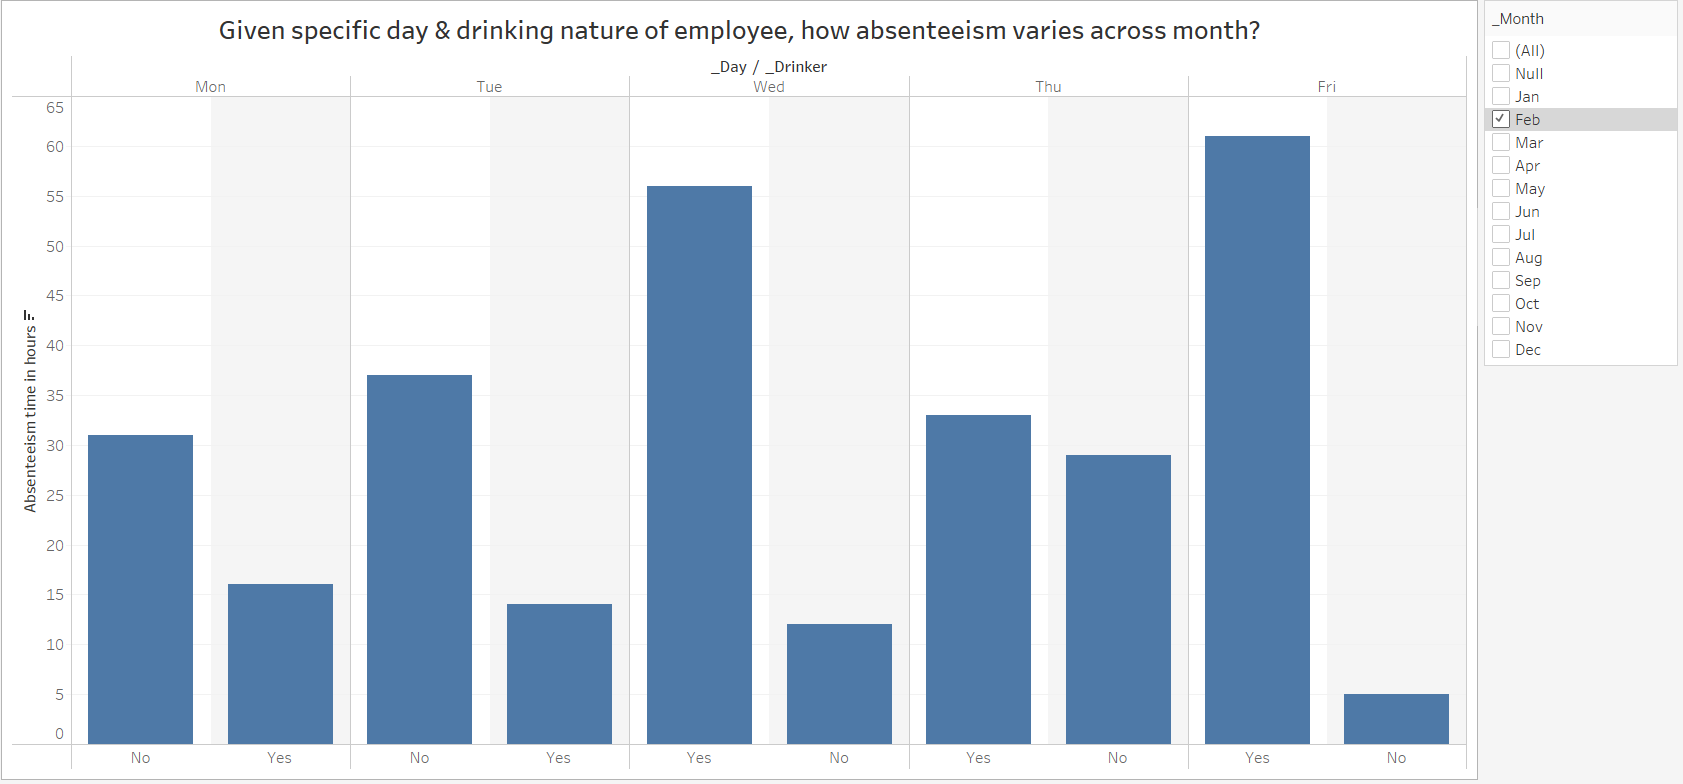 Given specific day & drinking nature of employee, how absenteeism varies across month?
_Day / _Drinker
Mon Tue Wed Thu Fri
Absenteeism time in hours
65
60
55
50
45
40
35
30
25
20
15
10
5
0
No Yes No Yes Yes No Yes No Yes No
_Month
(All)
Null
Jan
Feb
Mar
Apr
May
Jun
Jul
Aug
Sep
Oct
Nov
Dec